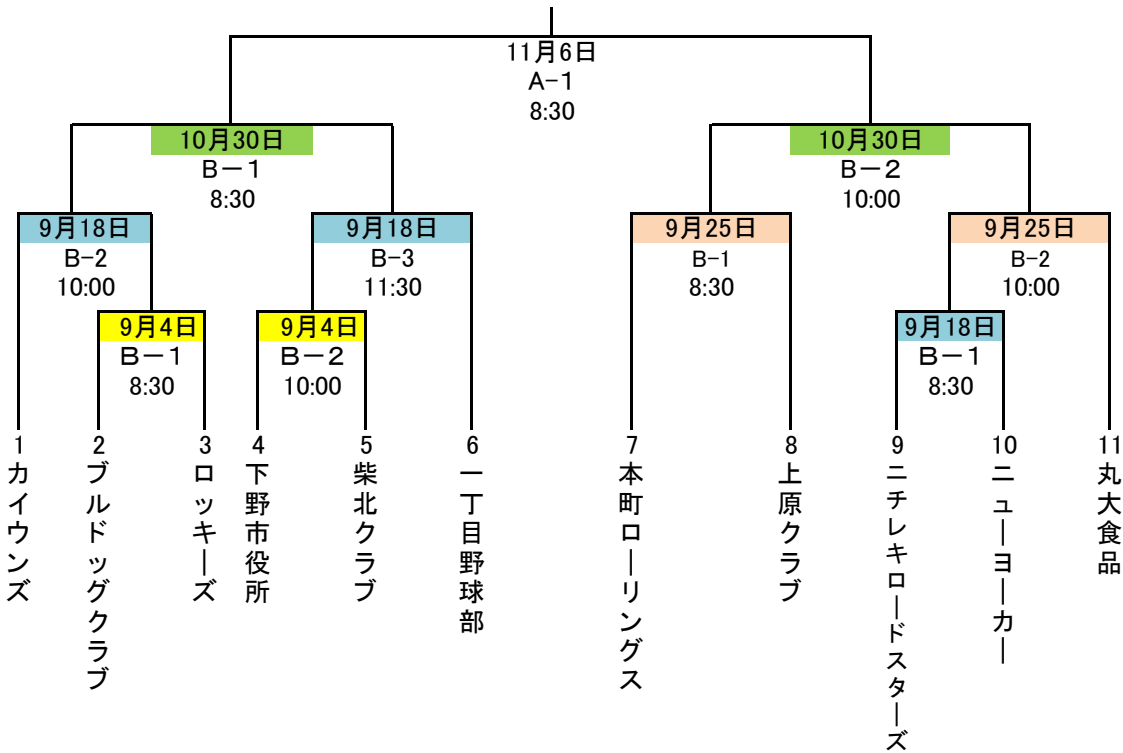 11月6日
A-1
8:30
10月30日
B-1
8:30
10月30日
B-2
10:00
9月18日
B-2
10:00
9月18日
B-3
11:30
9月25日
B-1
8:30
9月25日
B-2
10:00
9月4日
B-1
8:30
9月4日
B-2
10:00
9月18日
B-1
8:30
1
カイウンズ
2
ブルドッグクラブ
3
ロッキーズ
4
下野市役所
5
柴北クラブ
6
一丁目野球部
7
本町ローリングス
8
上原クラブ
9
ニチレキロードスターズ
10
ニューヨーカー
11
丸大食品